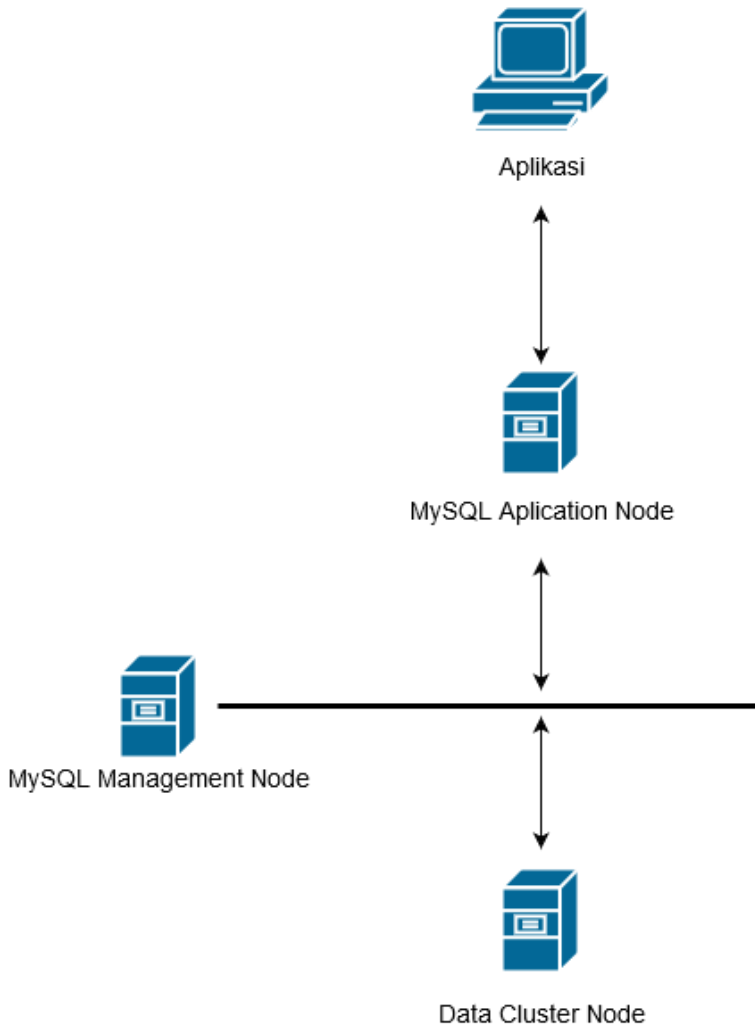 Aplikasi
MySQL Aplication Node
MySQL Management Node
Data Cluster Node